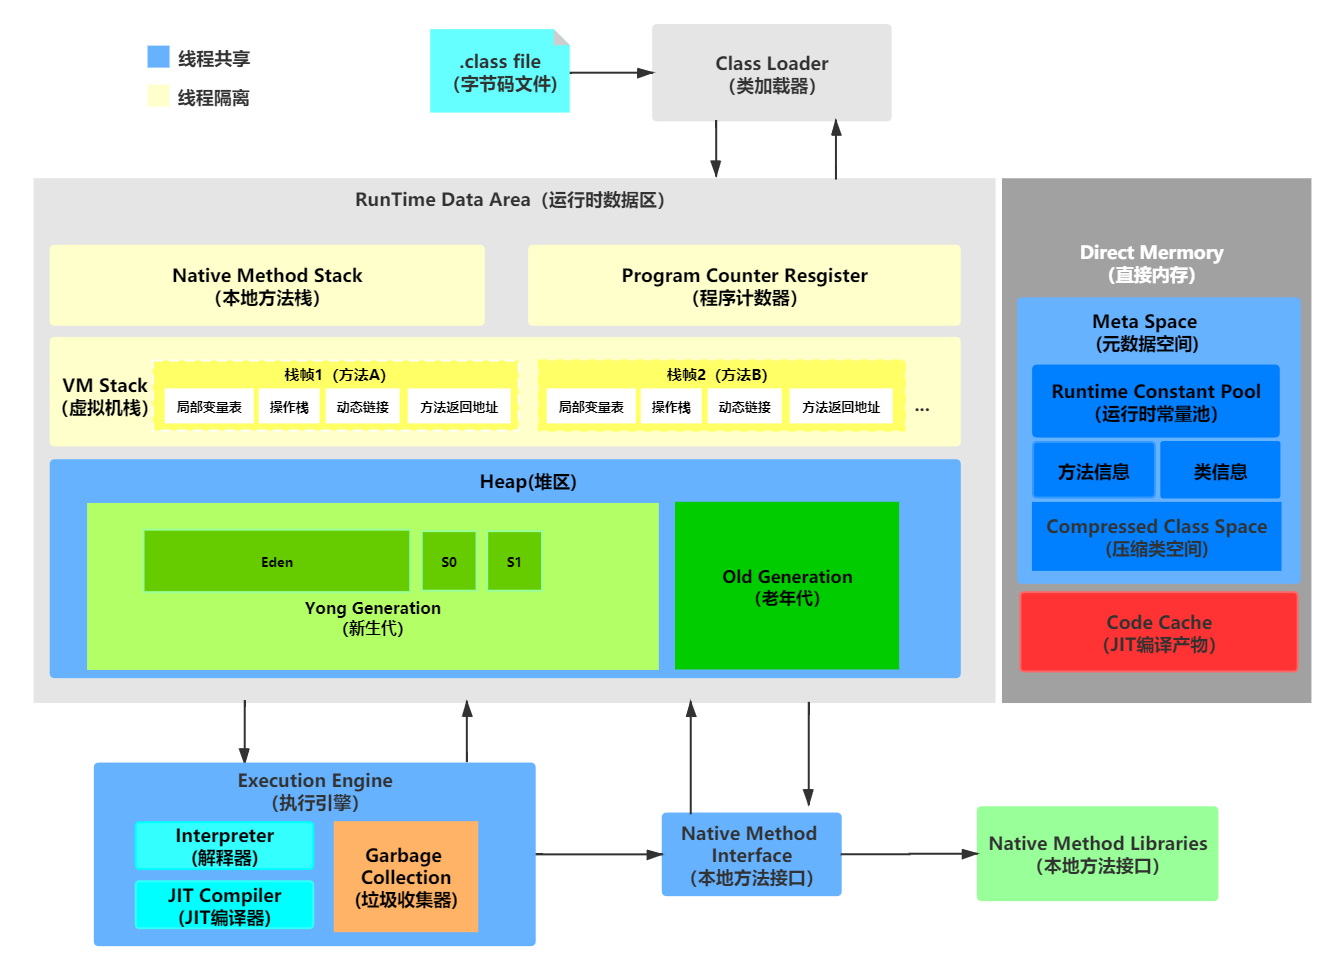 线程共享
线程隔离
.class file
（字节码文件）
Class Loader
（类加载器）
RunTime Data Area（运行时数据区）
Native Method Stack
（本地方法栈）
Program Counter Resgister
（程序计数器）
VM Stack
（虚拟机栈）
栈帧1（方法A）
局部变量表
操作栈
动态链接
方法返回地址
栈帧2（方法B）
局部变量表
操作栈
动态链接
方法返回地址
...
Heap(堆区)
Eden
S0
S1
Yong Generation
（新生代）
Old Generation
（老年代）
Direct Mermory
（直接内存）
Meta Space
（元数据空间）
Runtime Constant Pool
（运行时常量池）
方法信息
类信息
Compressed Class Space
（压缩类空间）
Code Cache
（JIT编译产物）
Execution Engine
（执行引擎）
Interpreter
（解释器）
JIT Compiler
（JIT编译器）
Garbage
Collection
（垃圾收集器）
Native Method
Interface
（本地方法接口）
Native Method Libraries
（本地方法接口）